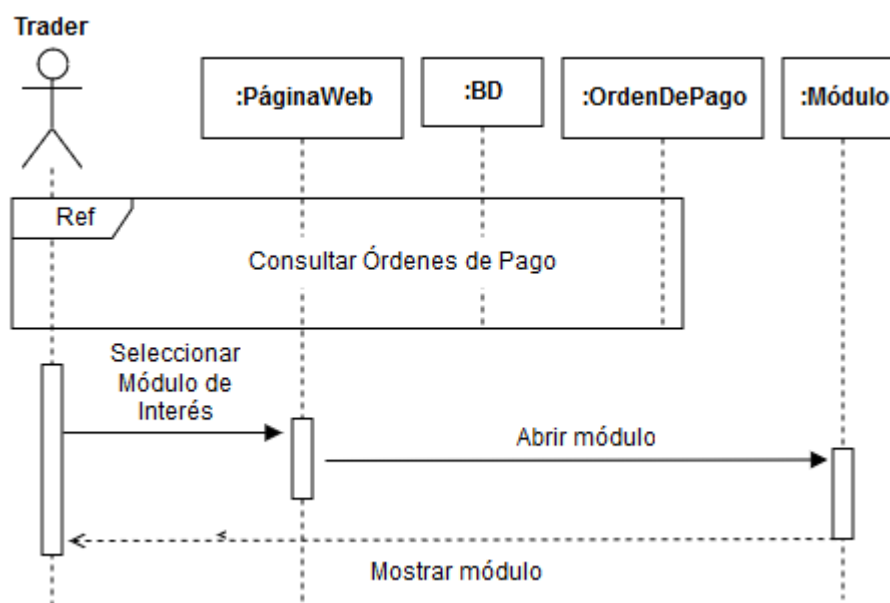 Trader
:PáginaWeb
:BD
:OrdenDePago
:Módulo
Ref
Consultar Órdenes de Pago
Seleccionar
Módulo de
Interés
Abrir módulo
Mostrar módulo